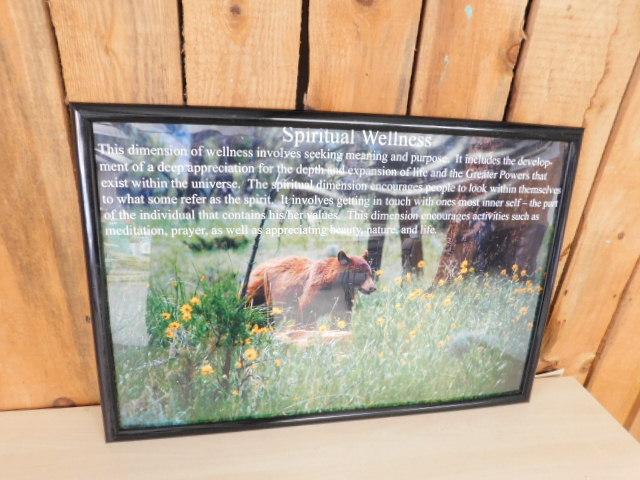 Spiritual Wellness
This dimension of wellness involves seeking meaning and purpose. It includes the develop-
ment of a deep appreciation for the depth and expansion of life and the Greater Powers that
exist within the universe. The spiritual dimension encourages people to look within themselves
to what some refer as the spirit. It involves getting in touch with ones most inner self – the part
of the individual that contains his/her values. This dimension encourages activities such as
meditation, prayer, as well as appreciating beauty, nature, and life.